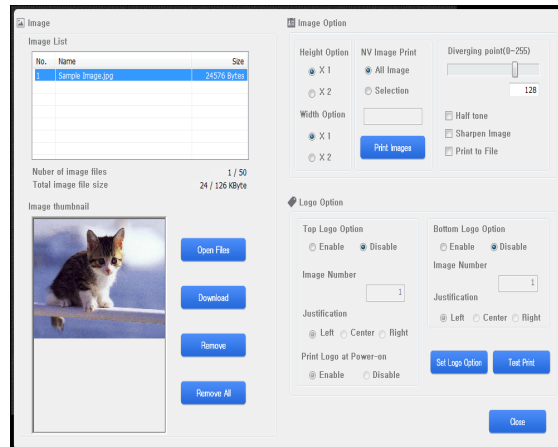 Image
Image List
No. Name Size
1 Sample Image.jpg 24576 Bytes
Nuber of image files 1 / 50
Total image file size 24 / 126 KByte
Image thumbnail
Open Files
Download
Remove
Remove All
Image Option
Height Option
X 1
X 2
Width Option
X 1
X 2
NV Image Print
All Image
Selection
Print Images
Diverging point(0~255)
128
Half tone
Sharpen Image
Print to File
Logo Option
Top Logo Option
Enable Disable
Image Number
1
Justification
Left Center Right
Print Logo at Power-on
Enable Disable
Bottom Logo Option
Enable Disable
Image Number
1
Justification
Left Center Right
Set Logo Option Test Print
Close